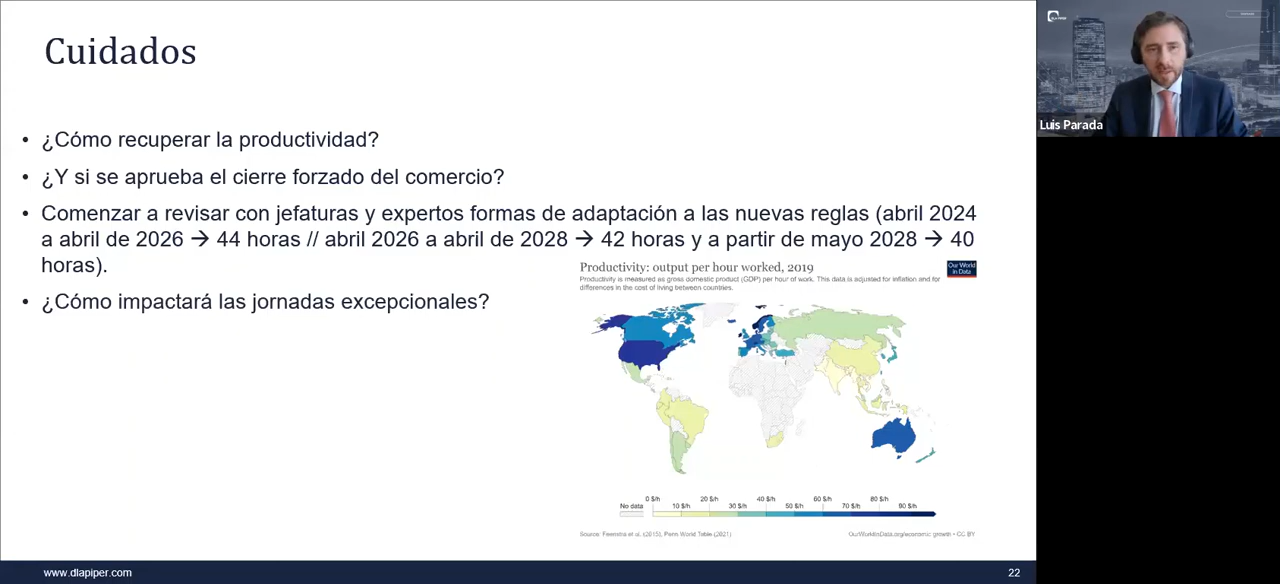 Cuidados
• ¿Cómo recuperar la productividad?
• ¿Y si se aprueba el cierre forzado del comercio?
• Comenzar a revisar con jefaturas y expertos formas de adaptación a las nuevas reglas (abril 2024
a abril de 2026 → 44 horas // abril 2026 a abril de 2028 → 42 horas y a partir de mayo 2028 → 40
horas).
• ¿Cómo impactará las jornadas excepcionales?
Productivity: output per hour worked, 2019
Productivity is measured as gross domestic product (GDP) per hour of work. This data is adjusted for inflation and for
differences in the cost of living between countries.
Our World
in Data
No data
0 $/h
10 $/h
20 $/h
30 $/h
40 $/h
50 $/h
60 $/h
70 $/h
80 $/h
90 $/h
Source: Feenstra et al. (2015), Penn World Table (2021)
OurWorldInData.org/economic growth • CC BY
www.dlapiper.com
22
DLA PIPER
Luis Parada